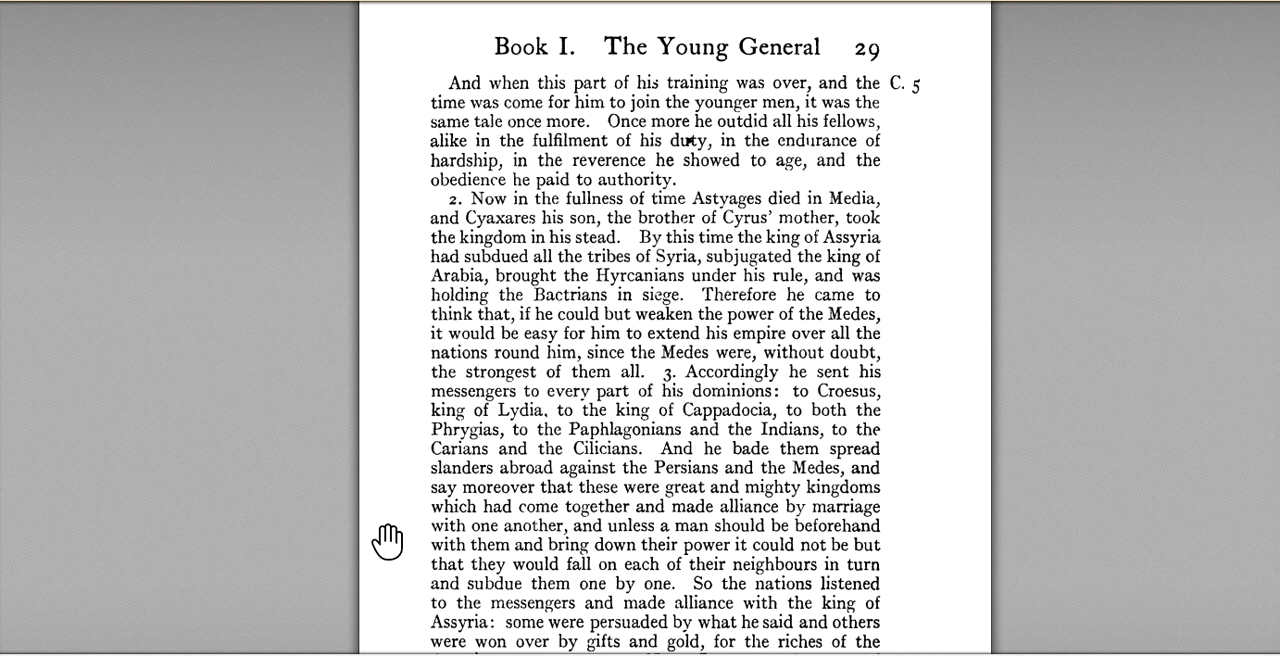 Book I. The Young General 29
And when this part of his training was over, and the C. 5
time was come for him to join the younger men, it was the
same tale once more. Once more he outdid all his fellows,
alike in the fulfilment of his duty, in the endurance of
hardship, in the reverence he showed to age, and the
obedience he paid to authority.
2. Now in the fullness of time Astyages died in Media,
and Cyaxares his son, the brother of Cyrus' mother, took
the kingdom in his stead. By this time the king of Assyria
had subdued all the tribes of Syria, subjugated the king of
Arabia, brought the Hyrcanians under his rule, and was
holding the Bactrians in siege. Therefore he came to
think that, if he could but weaken the power of the Medes,
it would be easy for him to extend his empire over all the
nations round him, since the Medes were, without doubt,
the strongest of them all. 3. Accordingly he sent his
messengers to every part of his dominions: to Croesus,
king of Lydia, to the king of Cappadocia, to both the
Phrygias, to the Paphlagonians and the Indians, to the
Carians and the Cilicians. And he bade them spread
slanders abroad against the Persians and the Medes, and
say moreover that these were great and mighty kingdoms
which had come together and made alliance by marriage
with one another, and unless a man should be beforehand
with them and bring down their power it could not be but
that they would fall on each of their neighbours in turn
and subdue them one by one. So the nations listened
to the messengers and made alliance with the king of
Assyria: some were persuaded by what he said and others
were won over by gifts and gold, for the riches of the